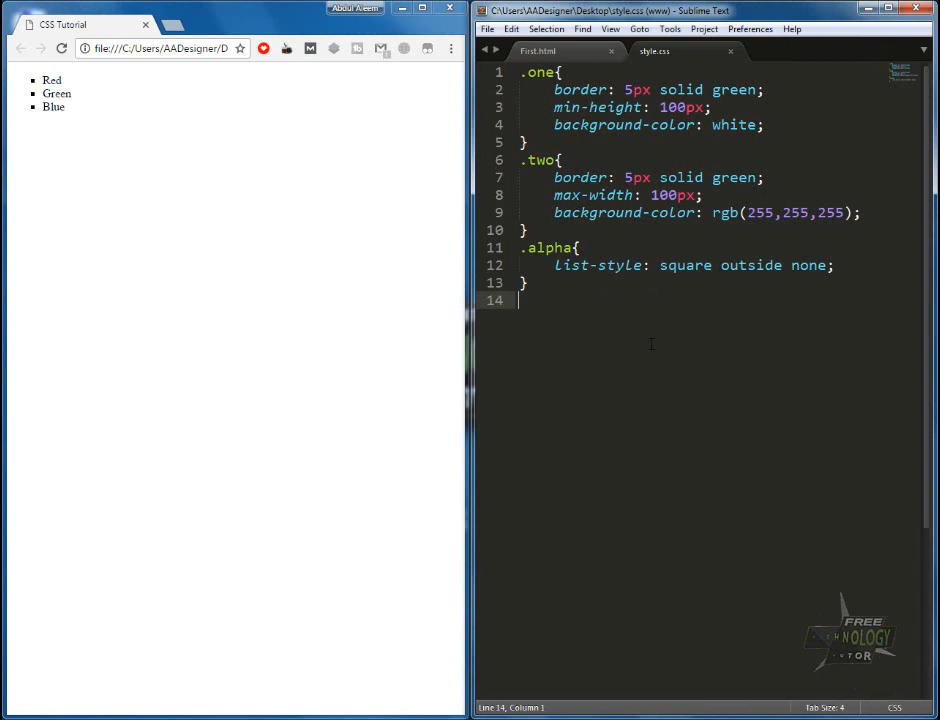 Abdul Aleem
CSS Tutorial
file:///C:/Users/AADesigner/D
Red
Green
Blue
C:\Users\AADesigner\Desktop\style.css (www) - Sublime Text
File Edit Selection Find View Goto Tools Project Preferences Help
First.html style.css
1 .one{
2 border: 5px solid green;
3 min-height: 100px;
4 background-color: white;
5 }
6 .two{
7 border: 5px solid green;
8 max-width: 100px;
9 background-color: rgb(255,255,255);
10 }
11 .alpha{
12 list-style: square outside none;
13 }
14
FREE
Line 14, Column 1 Tab Size: 4 CSS